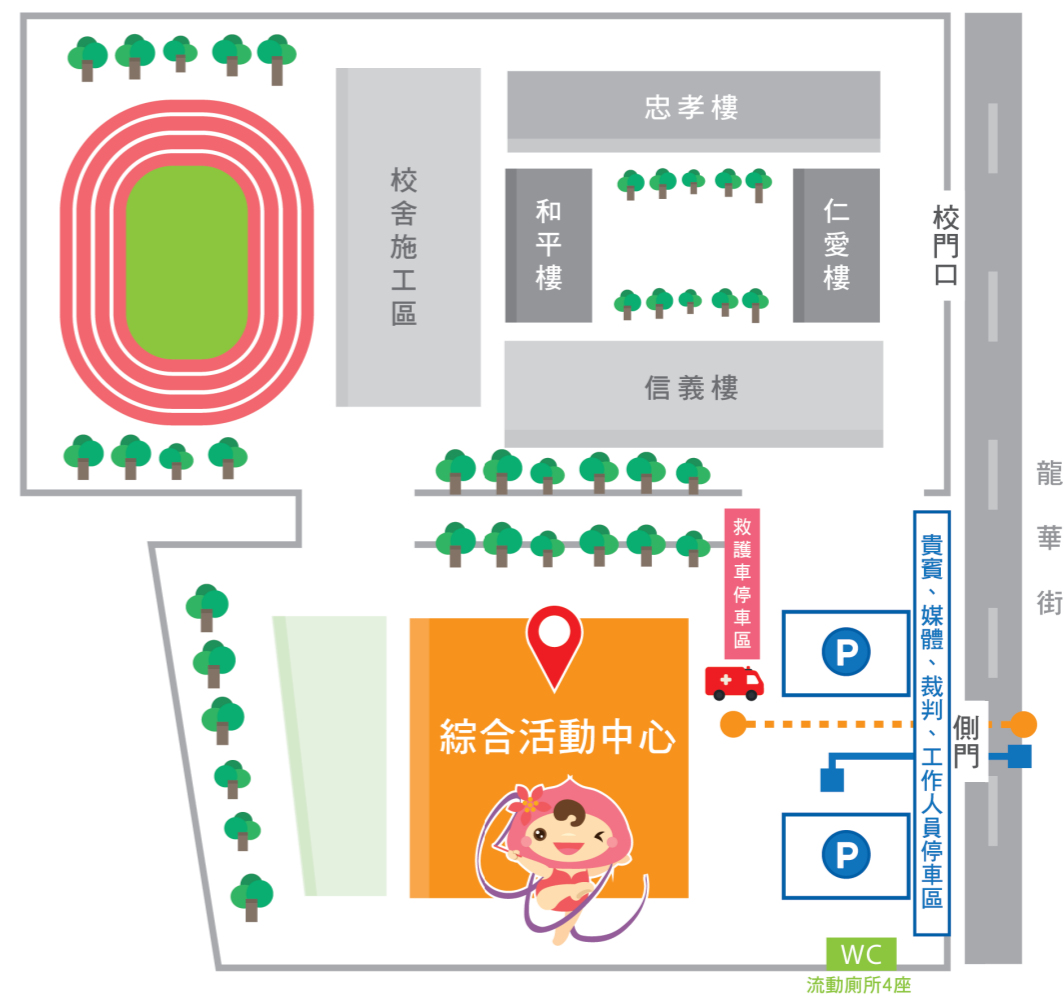 忠孝樓
校舍施工區
和平樓
仁愛樓
校門口
信義樓
龍華街
救護車停車區
貴賓、媒體、裁判、工作人員停車區
P
綜合活動中心
側門
P
WC
流動廁所4座